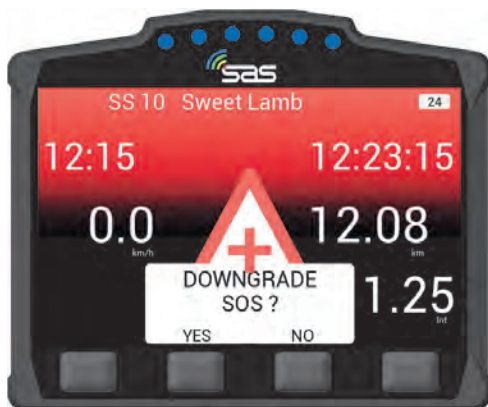 sas
SS 10 Sweet Lamb 24
12:15 12:23:15
0.0 12.08
km/h km
DOWNGRADE
SOS ?
1.25
Int
YES NO